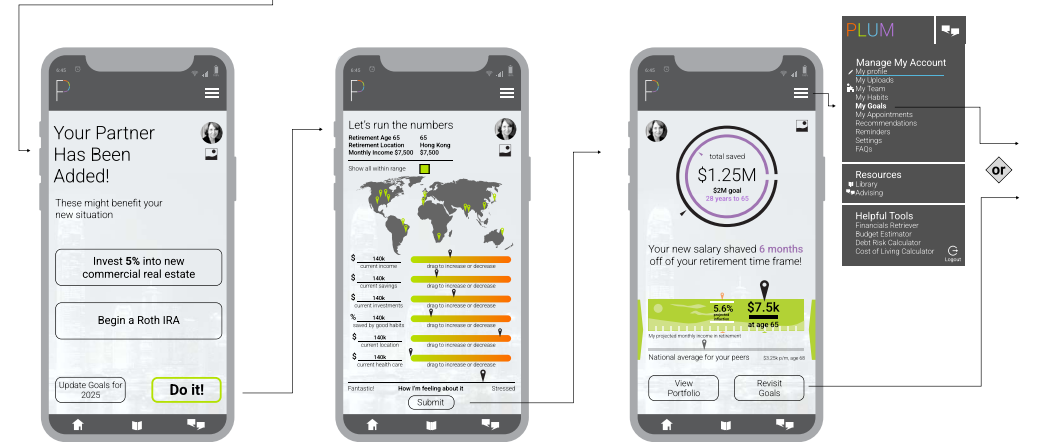 6:45
P
Your Partner
Has Been
Added!
These might benefit your
new situation
Invest 5% into new
commercial real estate
Begin a Roth IRA
Update Goals for
2025
Do it!
6:45
P
Let's run the numbers
Retirement Age 65 65
Retirement Location Hong Kong
Monthly Income $7,500 $7,500
Show all within range
$ 140k
current income drag to increase or decrease
$ 140k
current savings drag to increase or decrease
$ 140k
current investments drag to increase or decrease
% 140k
saved by good habits drag to increase or decrease
$ 140k
current location drag to increase or decrease
$ 140k
current health care drag to increase or decrease
Fantastic! How I'm feeling about it Stressed
Submit
6:45
P
total saved
$1.25M
$2M goal
28 years to 65
Your new salary shaved 6 months
off of your retirement time frame!
5.6%
projected
inflation
$7.5k
at age 65
My projected monthly income in retirement
National average for your peers $3.25k p/m, age 68
View
Portfolio
Revisit
Goals
PLUM
Manage My Account
My profile
My Uploads
My Team
My Habits
My Goals
My Appointments
Recommendations
Reminders
Settings
FAQs
Resources
Library
Advising
Helpful Tools
Financials Retriever
Budget Estimator
Debt Risk Calculator
Cost of Living Calculator
Logout
or